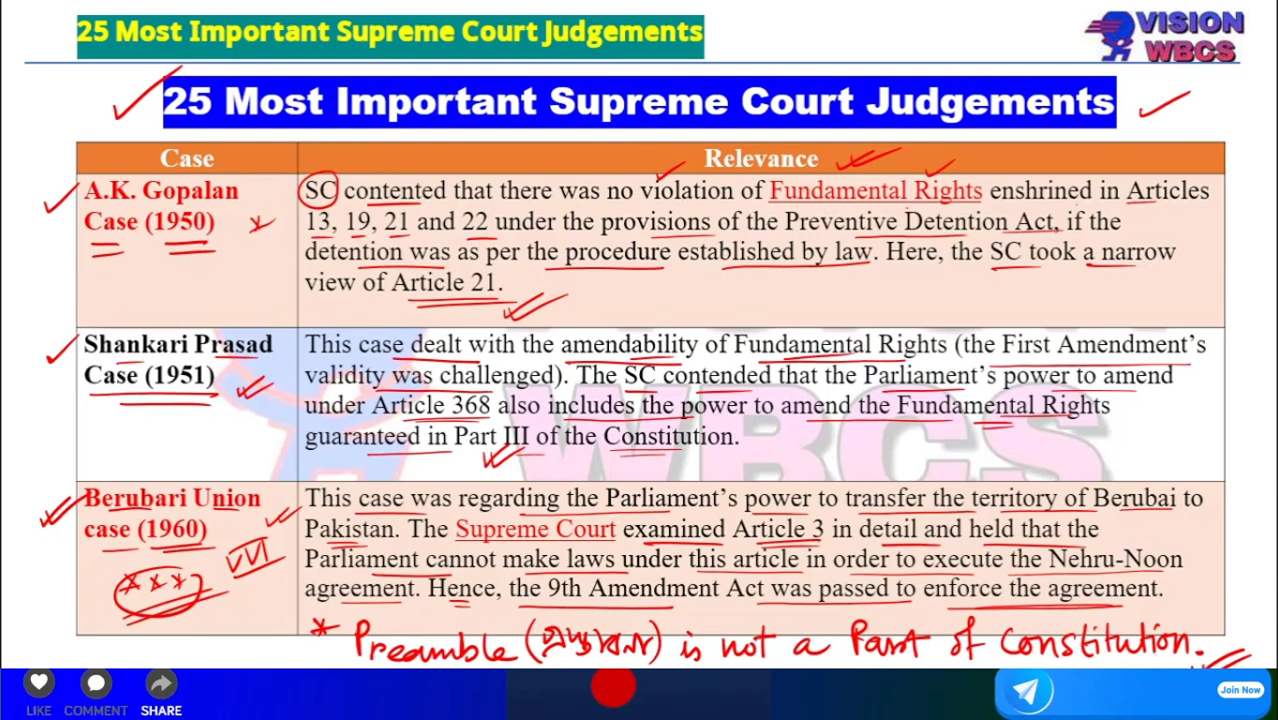 25 Most Important Supreme Court Judgements
VISION
WBCS
25 Most Important Supreme Court Judgements
Case
Relevance
A.K. Gopalan
Case (1950)
SC contented that there was no violation of Fundamental Rights enshrined in Articles
13, 19, 21 and 22 under the provisions of the Preventive Detention Act, if the
detention was as per the procedure established by law. Here, the SC took a narrow
view of Article 21.
Shankari Prasad
Case (1951)
This case dealt with the amendability of Fundamental Rights (the First Amendment's
validity was challenged). The SC contended that the Parliament's power to amend
under Article 368 also includes the power to amend the Fundamental Rights
guaranteed in Part III of the Constitution.
Berubari Union
case (1960)
VVI
This case was regarding the Parliament's power to transfer the territory of Berubai to
Pakistan. The Supreme Court examined Article 3 in detail and held that the
Parliament cannot make laws under this article in order to execute the Nehru-Noon
agreement. Hence, the 9th Amendment Act was passed to enforce the agreement.
* Preamble (প্রস্তাবনা) is not a Part of Constitution.
WBCS
LIKE
COMMENT
SHARE
Join Now